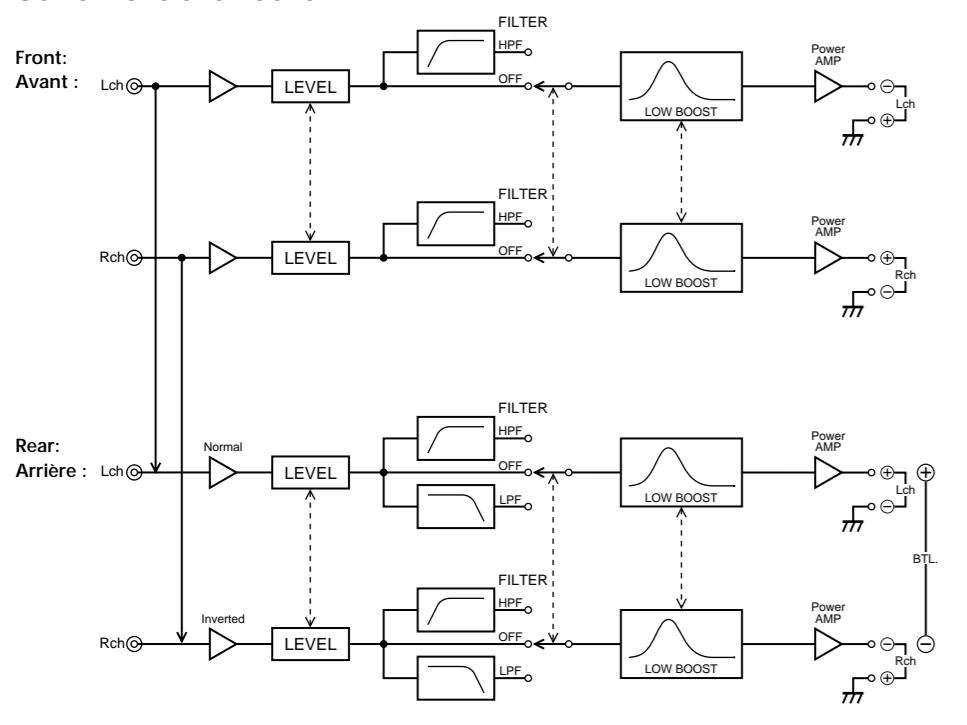 FILTER
HPF
Front:
Avant :
Lch
LEVEL
OFF
LOW BOOST
Power
AMP
⊖
Lch
⊕
FILTER
HPF
Rch
LEVEL
OFF
LOW BOOST
Power
AMP
⊕
Rch
⊖
FILTER
HPF
Rear:
Arrière :
Lch
Normal
LEVEL
OFF
LPF
LOW BOOST
Power
AMP
⊕
Lch
⊖
⊕
BTL.
⊖
FILTER
HPF
Rch
Inverted
LEVEL
OFF
LPF
LOW BOOST
Power
AMP
⊖
Rch
⊕